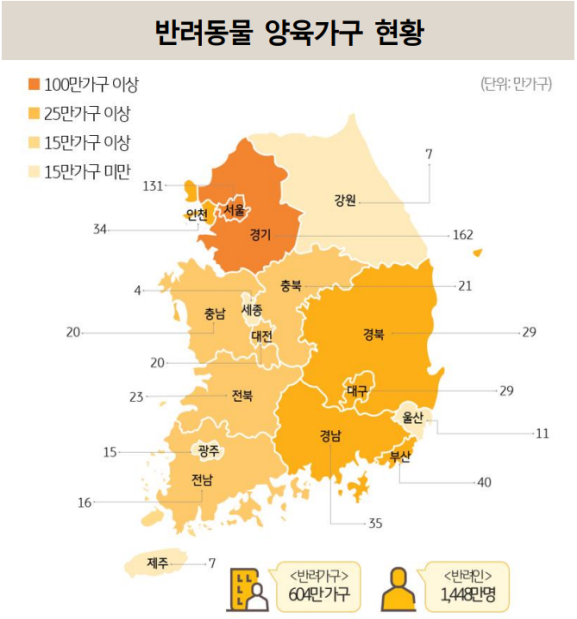 반려동물 양육가구 현황
100만가구 이상
(단위: 만가구)
25만가구 이상
15만가구 이상
15만가구 미만
7
131
강원
서울
인천
34
경기
162
충북
21
4
세종
충남
대전
경북
20
29
20
대구
29
23
전북
울산
11
경남
광주
15
부산
전남
40
16
35
제주
7
<반려가구>
604만가구
<반려인>
1,448만명